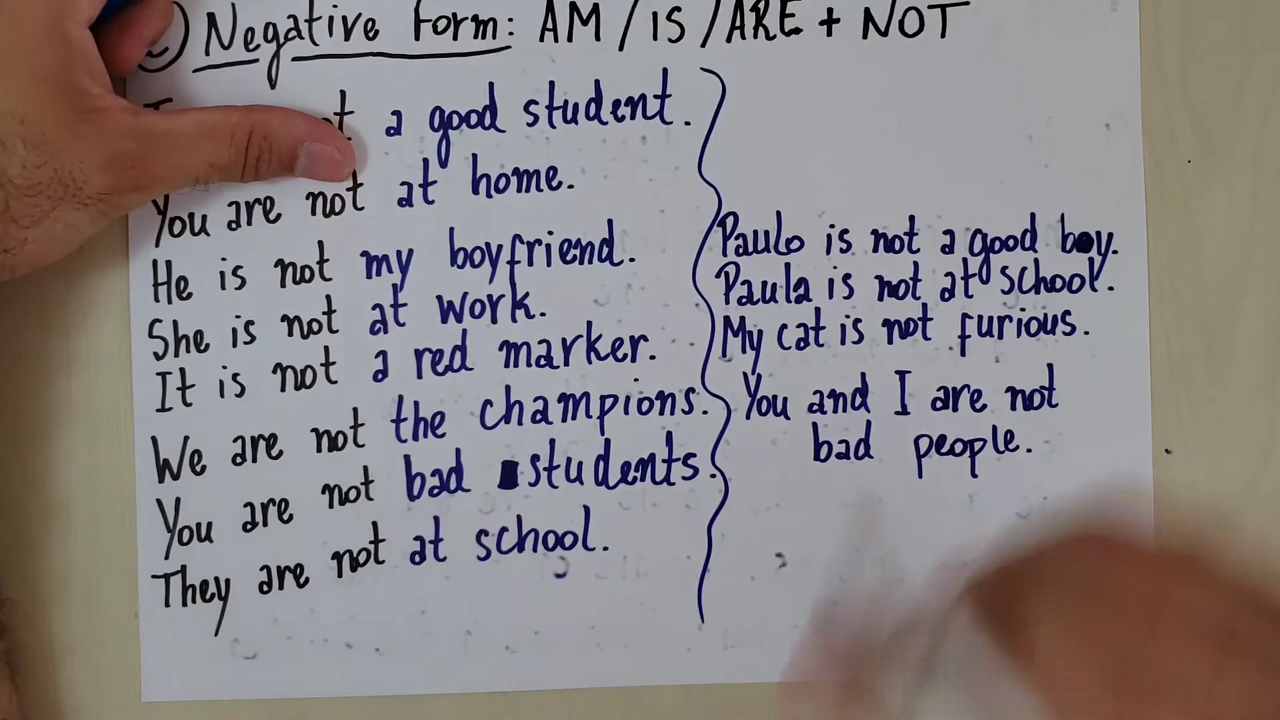 Negative Form: AM / IS / ARE + NOT
a good student.
You are not at home.
He is not my boyfriend.
She is not at work.
It is not a red marker.
We are not the champions.
You are not bad students.
They are not at school.
Paulo is not a good boy.
Paula is not at school.
My cat is not furious.
You and I are not
bad people.